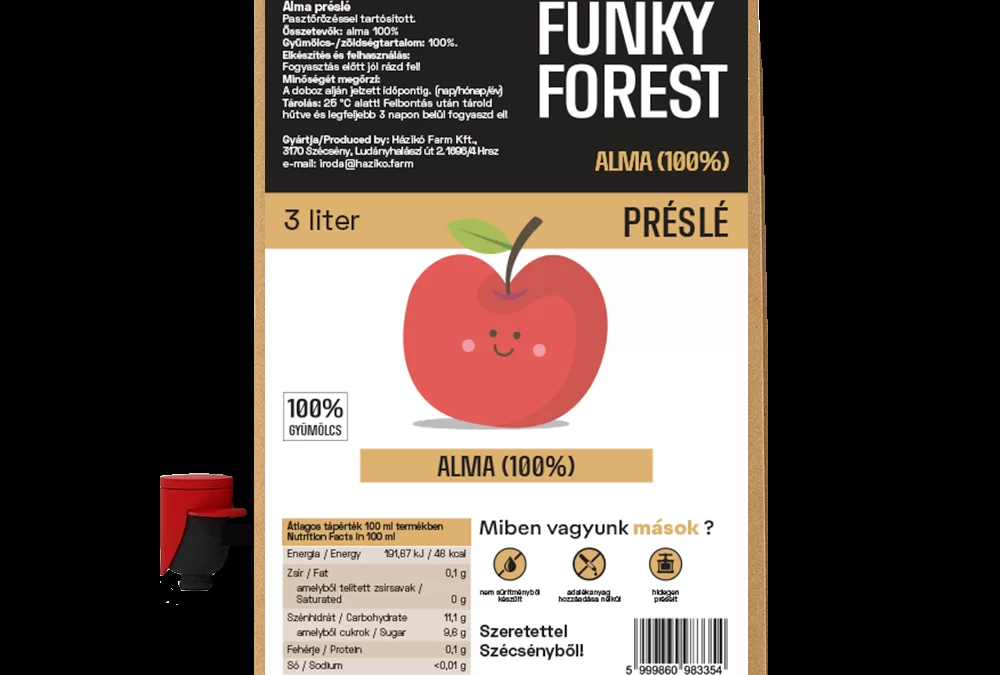 Alma préslé
Pasztőrözéssel tartósított.
Összetevők: alma 100%
Gyümölcs-/zöldségtartalom: 100%.
Elkészítés és felhasználás:
Fogyasztás előtt jól rázd fel!
Minőségét megőrzi:
A doboz alján jelzett időpontig. (nap/hónap/év)
Tárolás: 25 °C alatt! Felbontás után tárold
hűtve és legfeljebb 3 napon belül fogyaszd el!
Gyártja/Produced by: Házikó Farm Kft.,
3170 Szécsény, Ludányhalászi út 2. 1696/4 Hrsz
e-mail: iroda@haziko.farm
FUNKY
FOREST
ALMA (100%)
3 liter
PRÉSLÉ
100%
GYÜMÖLCS
ALMA (100%)
Átlagos tápérték 100 ml termékben
Nutrition Facts in 100 ml
Energia / Energy 191,67 kJ / 46 kcal
Zsír / Fat 0,1 g
amelyből telített zsírsavak /
Saturated 0 g
Szénhidrát / Carbohydrate 11,1 g
amelyből cukrok / Sugar 9,6 g
Fehérje / Protein 0,1 g
Só / Sodium <0,01 g
Miben vagyunk mások ?
nem sűrítményből
készült
adalékanyag
hozzáadása nélkül
hidegen
préselt
Szeretettel
Szécsényből!
5 999860 983354